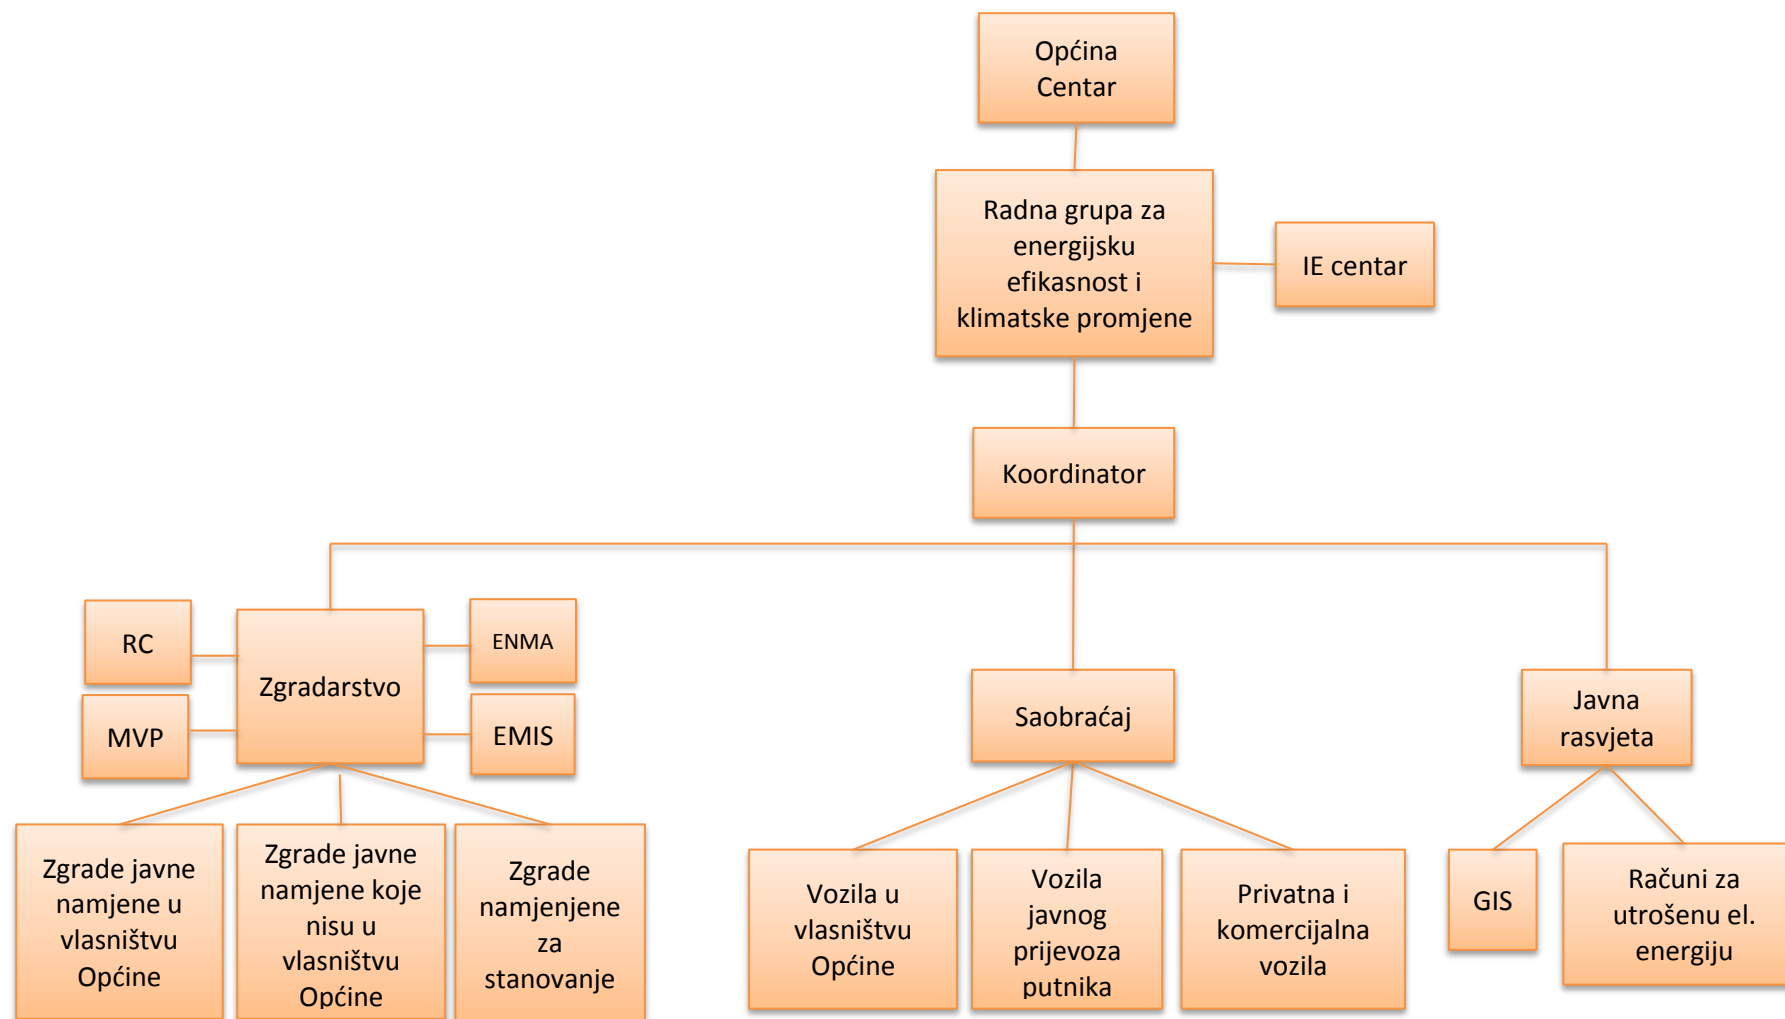 Općina
Centar
Radna grupa za
energijsku
efikasnost i
klimatske promjene
IE centar
Koordinator
RC
MVP
Zgradarstvo
ENMA
EMIS
Saobraćaj
Javna
rasvjeta
Zgrade javne
namjene u
vlasništvu
Općine
Zgrade javne
namjene koje
nisu u
vlasništvu
Općine
Zgrade
namjenjene
za
stanovanje
Vozila u
vlasništvu
Općine
Vozila
javnog
prijevoza
putnika
Privatna i
komercijalna
vozila
GIS
Računi za
utrošenu el.
energiju